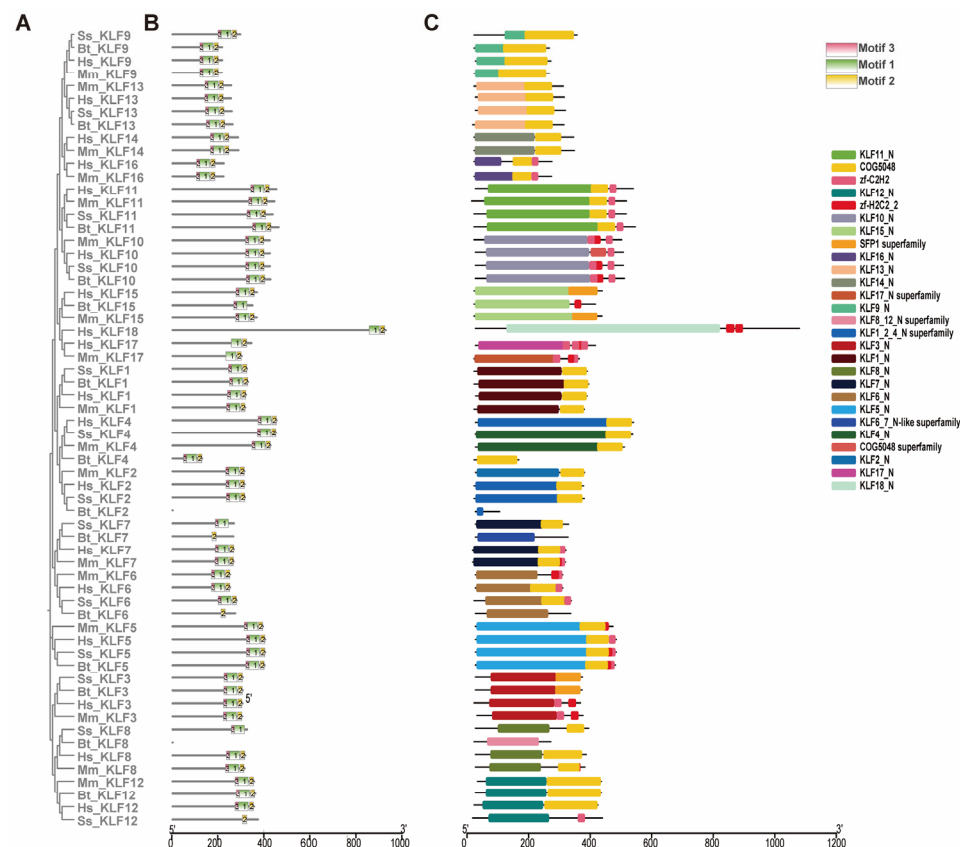 A B C
Ss_KLF9
Bt_KLF9
Hs_KLF9
Mm_KLF9
Mm_KLF13
Hs_KLF13
Ss_KLF13
Bt_KLF13
Hs_KLF14
Mm_KLF14
Hs_KLF16
Mm_KLF16
Hs_KLF11
Mm_KLF11
Ss_KLF11
Bt_KLF11
Mm_KLF10
Hs_KLF10
Ss_KLF10
Bt_KLF10
Hs_KLF15
Bt_KLF15
Mm_KLF15
Hs_KLF18
Hs_KLF17
Mm_KLF17
Ss_KLF1
Bt_KLF1
Hs_KLF1
Mm_KLF1
Hs_KLF4
Ss_KLF4
Mm_KLF4
Bt_KLF4
Mm_KLF2
Hs_KLF2
Ss_KLF2
Bt_KLF2
Ss_KLF7
Bt_KLF7
Hs_KLF7
Mm_KLF7
Mm_KLF6
Hs_KLF6
Ss_KLF6
Bt_KLF6
Mm_KLF5
Hs_KLF5
Ss_KLF5
Bt_KLF5
Ss_KLF3
Bt_KLF3
Hs_KLF3
Mm_KLF3
Ss_KLF8
Bt_KLF8
Hs_KLF8
Mm_KLF8
Mm_KLF12
Bt_KLF12
Hs_KLF12
Ss_KLF12
5'
5' 3'
0 200 400 600 800 1000
5' 3'
0 200 400 600 800 1000 1200
Motif 3
Motif 1
Motif 2
KLF11_N
COG5048
zf-C2H2
KLF12_N
zf-H2C2_2
KLF10_N
KLF15_N
SFP1 superfamily
KLF16_N
KLF13_N
KLF14_N
KLF17_N superfamily
KLF9_N
KLF8_12_N superfamily
KLF1_2_4_N superfamily
KLF3_N
KLF1_N
KLF8_N
KLF7_N
KLF6_N
KLF5_N
KLF6_7_N-like superfamily
KLF4_N
COG5048 superfamily
KLF2_N
KLF17_N
KLF18_N